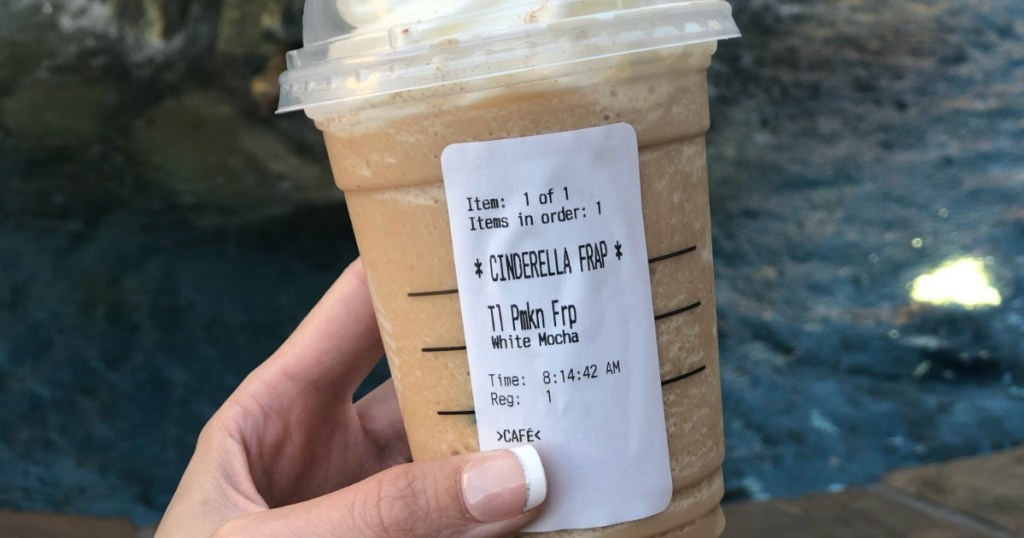 Item: 1 of 1
Items in order: 1
* CINDERELLA FRAP *
Tl Pmkn Frp
White Mocha
Time: 8:14:42 AM
Reg: 1
>CAFÉ<